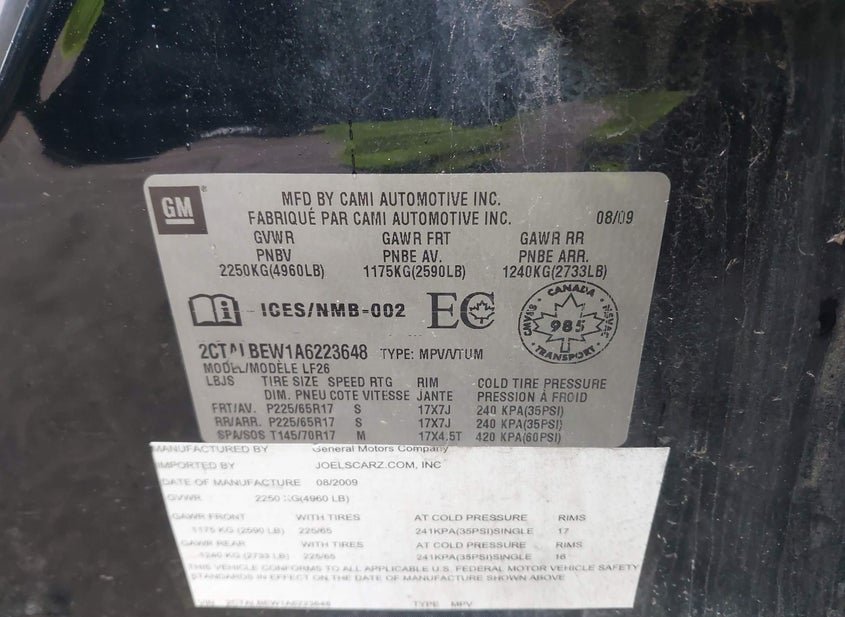 GM
MFD BY CAMI AUTOMOTIVE INC.
FABRIQUÉ PAR CAMI AUTOMOTIVE INC. 08/09
GVWR GAWR FRT GAWR RR
PNBV PNBE AV. PNBE ARR.
2250KG(4960LB) 1175KG(2590LB) 1240KG(2733LB)
ICES/NMB-002 EC
CANADA
CMVSS NSVAC
985
TRANSPORT
2CTALBEW1A6223648 TYPE: MPV/VTUM
MODEL/MODÈLE LF26
LBJS TIRE SIZE SPEED RTG RIM COLD TIRE PRESSURE
DIM. PNEU COTE VITESSE JANTE PRESSION À FROID
FRT/AV. P225/65R17 S 17X7J 240 KPA(35PSI)
RR/ARR. P225/65R17 S 17X7J 240 KPA(35PSI)
SPA/SOS T145/70R17 M 17X4.5T 420 KPA(60PSI)
MANUFACTURED BY General Motors Company
IMPORTED BY JOELSCARZ.COM, INC
DATE OF MANUFACTURE 08/2009
GVWR 2250 KG(4960 LB)
GAWR FRONT WITH TIRES AT COLD PRESSURE RIMS
1175 KG (2590 LB) 225/65 241KPA(35PSI)SINGLE 17
GAWR REAR WITH TIRES AT COLD PRESSURE RIMS
1240 KG (2733 LB) 225/65 241KPA(35PSI)SINGLE 16
THIS VEHICLE CONFORMS TO ALL APPLICABLE U.S. FEDERAL MOTOR VEHICLE SAFETY
STANDARDS IN EFFECT ON THE DATE OF MANUFACTURE SHOWN ABOVE
VIN 2CTALBEW1A6223648 TYPE MPV